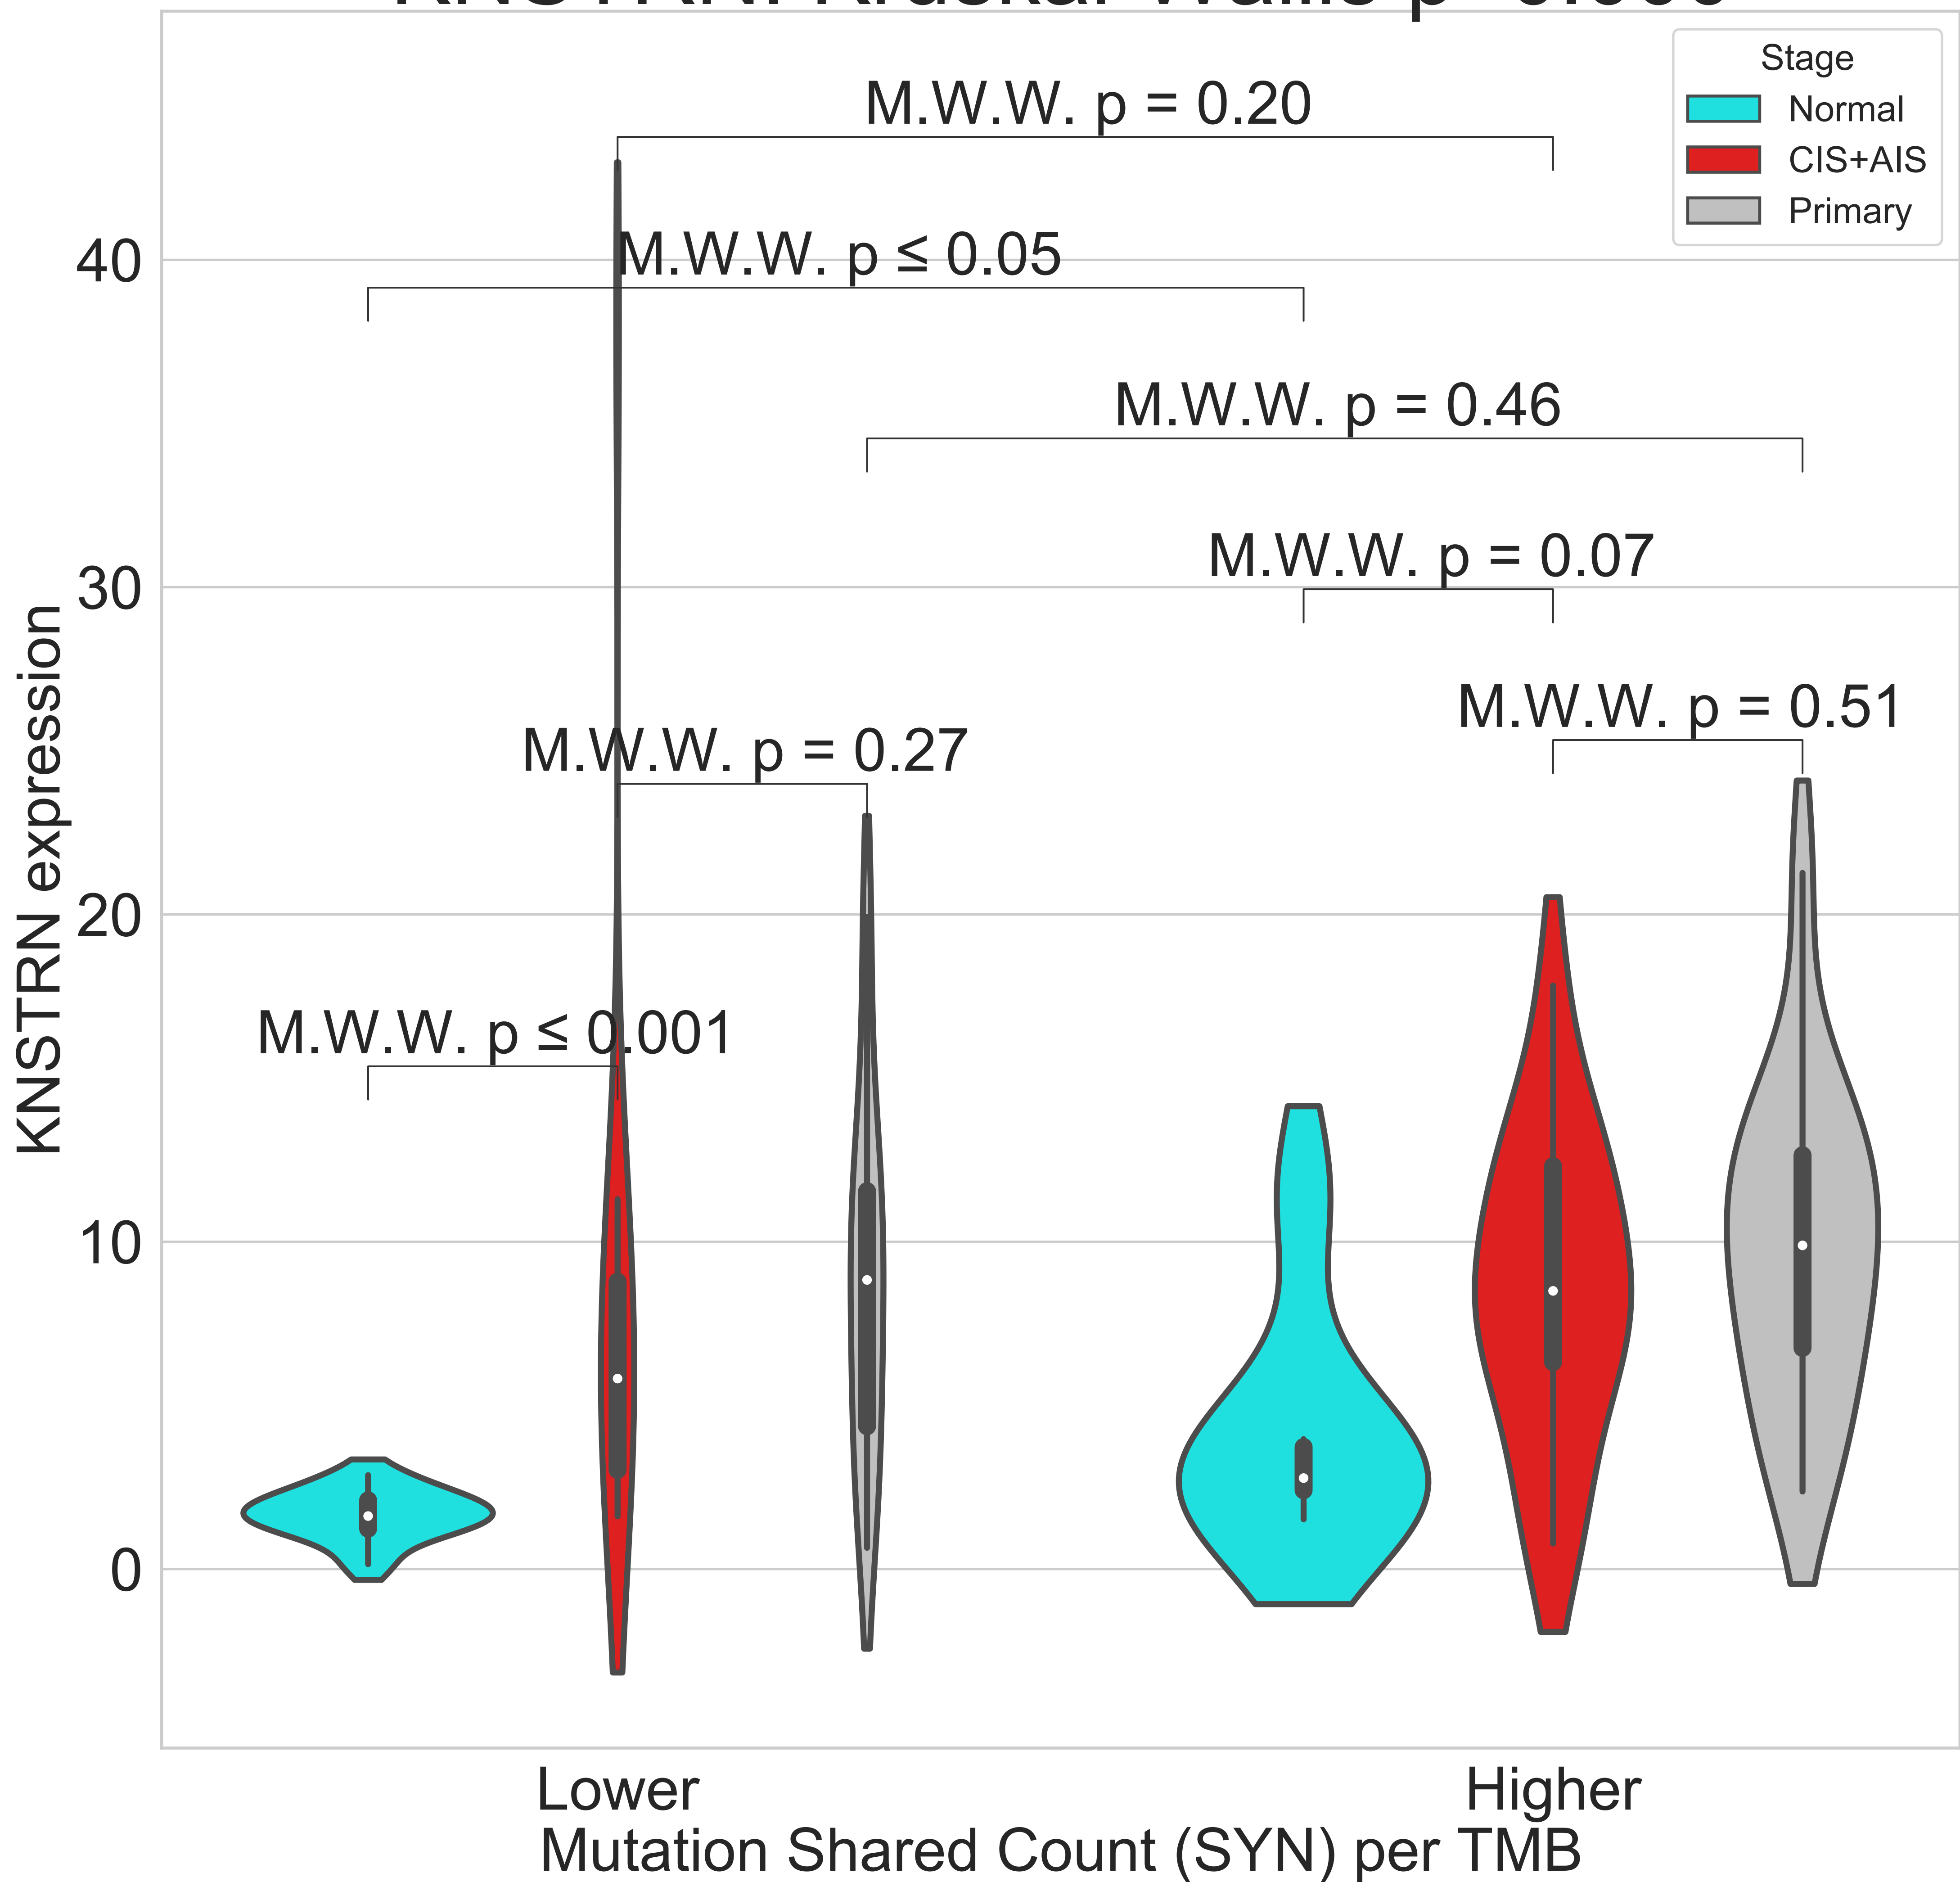 Stage
Normal
CIS+AIS
Primary
M.W.W. p = 0.20
M.W.W. p ≤ 0.05
M.W.W. p = 0.46
M.W.W. p = 0.07
M.W.W. p = 0.51
M.W.W. p = 0.27
M.W.W. p ≤ 0.001
KNSTRN expression
40
30
20
10
0
Lower
Higher
Mutation Shared Count (SYN) per TMB